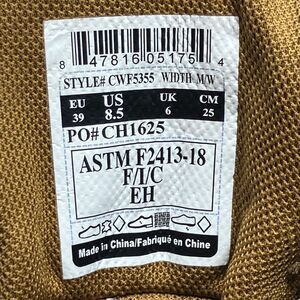 8 47816 05175 4
STYLE# CWF5355 WIDTH M/W
EU US UK CM
39 8.5 6 25
PO# CH1625
ASTM F2413-18
F/I/C
EH
Made in China/Fabriqué en Chine